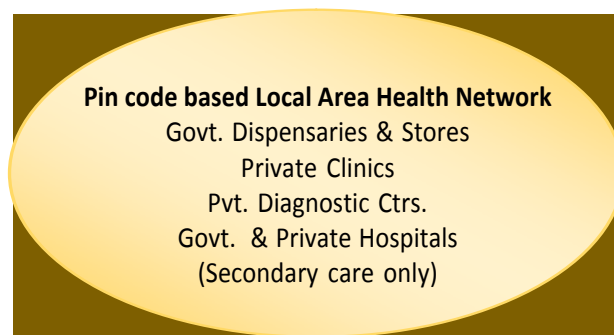 Pin code based Local Area Health Network
Govt. Dispensaries & Stores
Private Clinics
Pvt. Diagnostic Ctrs.
Govt. & Private Hospitals
(Secondary care only)